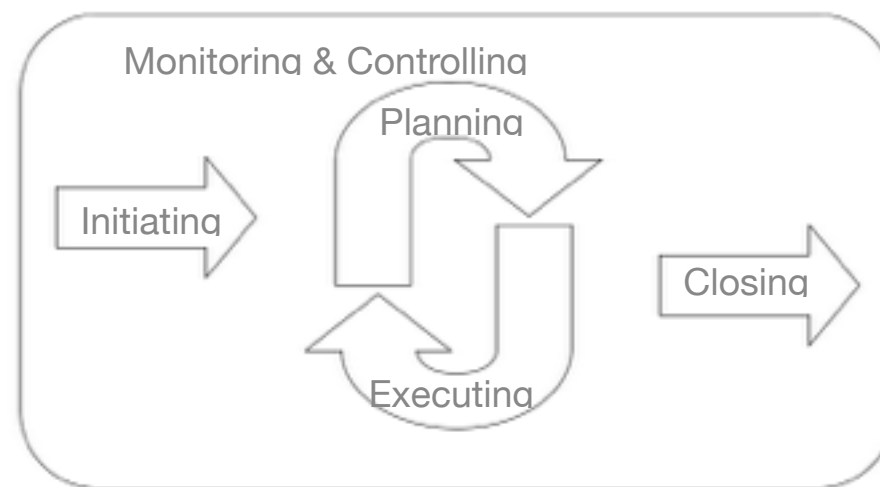 Monitoring & Controlling
Planning
Initiating
Closing
Executing